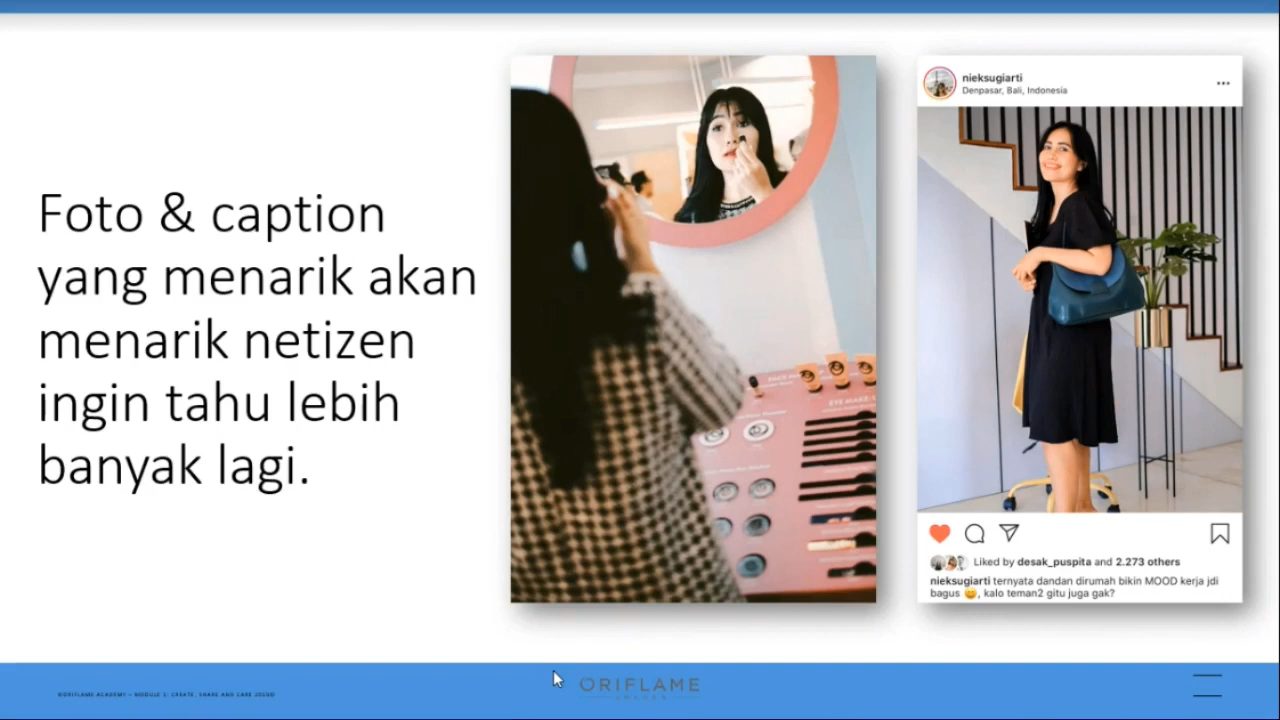 Foto & caption
yang menarik akan
menarik netizen
ingin tahu lebih
banyak lagi.
nieksugiarti
Denpasar, Bali, Indonesia
Liked by desak_puspita and 2.273 others
nieksugiarti ternyata dandan dirumah bikin MOOD kerja jdi
bagus 😄, kalo teman2 gitu juga gak?
ORIFLAME
SWEDEN